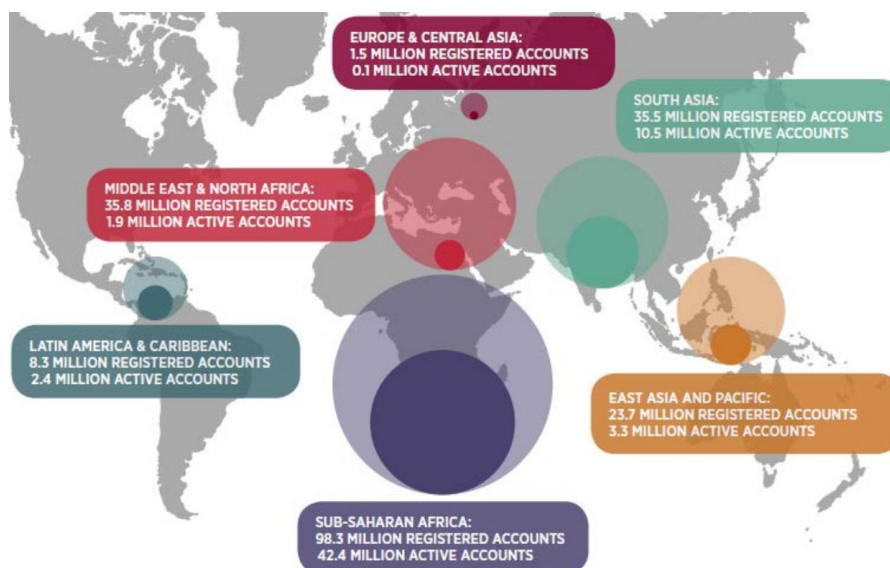 EUROPE & CENTRAL ASIA:
1.5 MILLION REGISTERED ACCOUNTS
0.1 MILLION ACTIVE ACCOUNTS
SOUTH ASIA:
35.5 MILLION REGISTERED ACCOUNTS
10.5 MILLION ACTIVE ACCOUNTS
MIDDLE EAST & NORTH AFRICA:
35.8 MILLION REGISTERED ACCOUNTS
1.9 MILLION ACTIVE ACCOUNTS
LATIN AMERICA & CARIBBEAN:
8.3 MILLION REGISTERED ACCOUNTS
2.4 MILLION ACTIVE ACCOUNTS
EAST ASIA AND PACIFIC:
23.7 MILLION REGISTERED ACCOUNTS
3.3 MILLION ACTIVE ACCOUNTS
SUB-SAHARAN AFRICA:
98.3 MILLION REGISTERED ACCOUNTS
42.4 MILLION ACTIVE ACCOUNTS